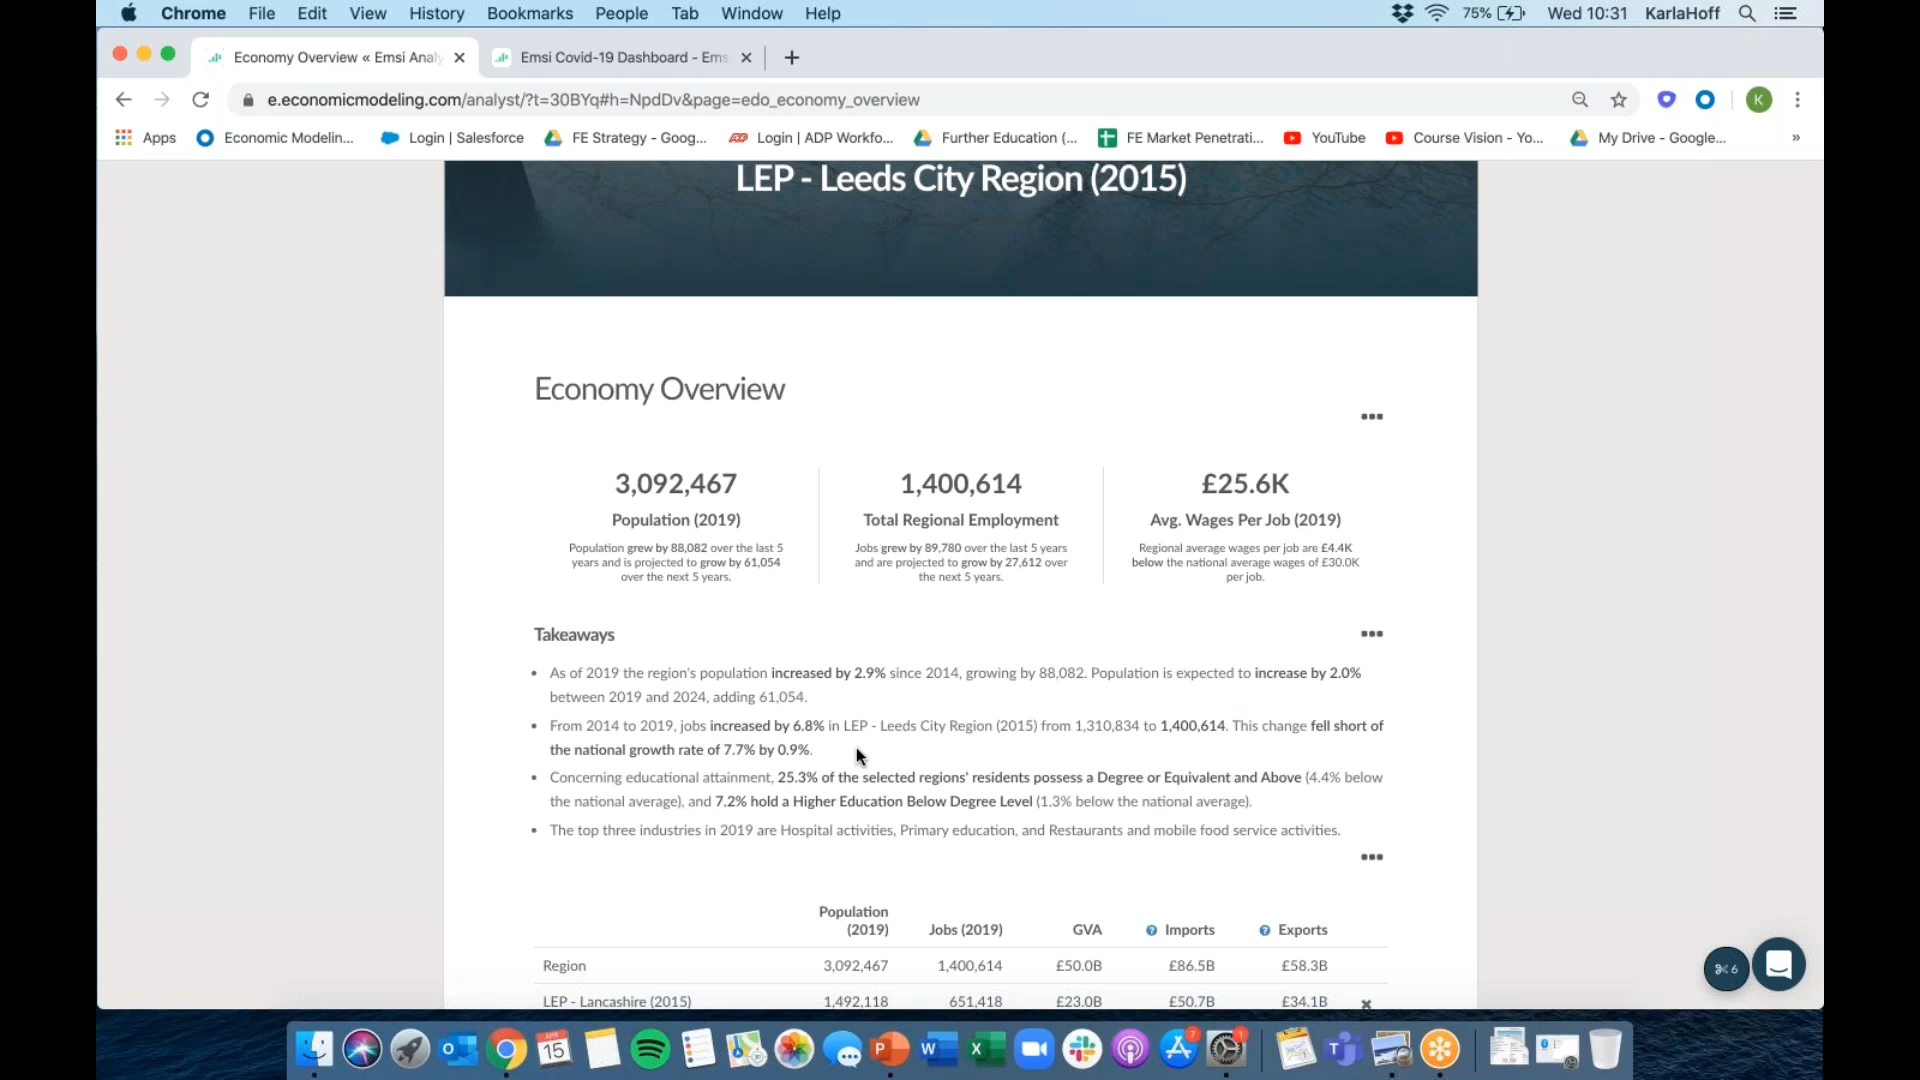 Chrome File Edit View History Bookmarks People Tab Window Help 75% Wed 10:31 KarlaHoff
Economy Overview « Emsi Analy
Emsi Covid-19 Dashboard - Ems
e.economicmodeling.com/analyst/?t=30BYq#h=NpdDv&page=edo_economy_overview K
Apps Economic Modelin... Login | Salesforce FE Strategy - Goog... Login | ADP Workfo... Further Education (... FE Market Penetrati... YouTube Course Vision - Yo... My Drive - Google... »
LEP - Leeds City Region (2015)
Economy Overview
3,092,467
Population (2019)
Population grew by 88,082 over the last 5
years and is projected to grow by 61,054
over the next 5 years.
1,400,614
Total Regional Employment
Jobs grew by 89,780 over the last 5 years
and are projected to grow by 27,612 over
the next 5 years.
£25.6K
Avg. Wages Per Job (2019)
Regional average wages per job are £4.4K
below the national average wages of £30.0K
per job.
Takeaways
• As of 2019 the region's population increased by 2.9% since 2014, growing by 88,082. Population is expected to increase by 2.0%
between 2019 and 2024, adding 61,054.
• From 2014 to 2019, jobs increased by 6.8% in LEP - Leeds City Region (2015) from 1,310,834 to 1,400,614. This change fell short of
the national growth rate of 7.7% by 0.9%.
• Concerning educational attainment, 25.3% of the selected regions' residents possess a Degree or Equivalent and Above (4.4% below
the national average), and 7.2% hold a Higher Education Below Degree Level (1.3% below the national average).
• The top three industries in 2019 are Hospital activities, Primary education, and Restaurants and mobile food service activities.
Population
(2019) Jobs (2019) GVA ? Imports ? Exports
Region 3,092,467 1,400,614 £50.0B £86.5B £58.3B
LEP - Lancashire (2015) 1,492,118 651,418 £23.0B £50.7B £34.1B
6
APR
15
7
1